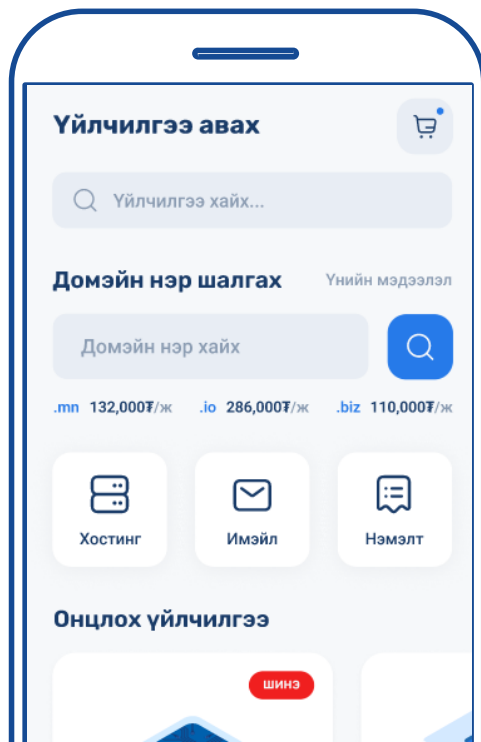 Үйлчилгээ авах
Үйлчилгээ хайх...
Домэйн нэр шалгах Үнийн мэдээлэл
Домэйн нэр хайх
.mn 132,000₮/ж .io 286,000₮/ж .biz 110,000₮/ж
Хостинг Имэйл Нэмэлт
Онцлох үйлчилгээ
ШИНЭ